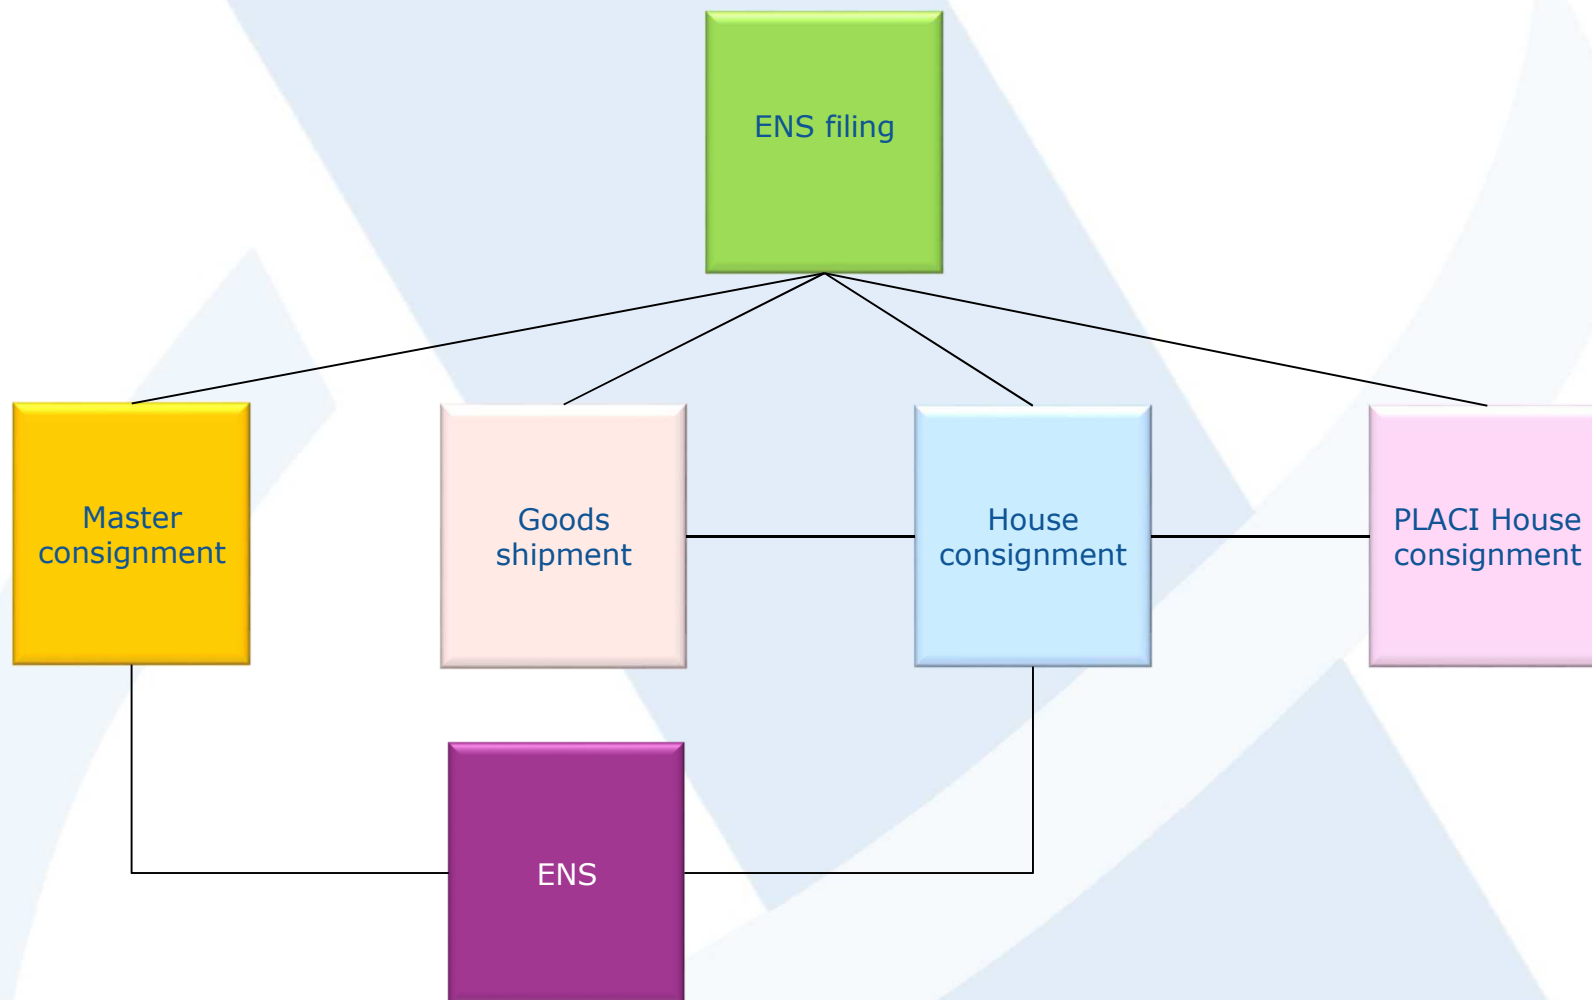 ENS filing
Master
consignment
Goods
shipment
House
consignment
PLACI House
consignment
ENS